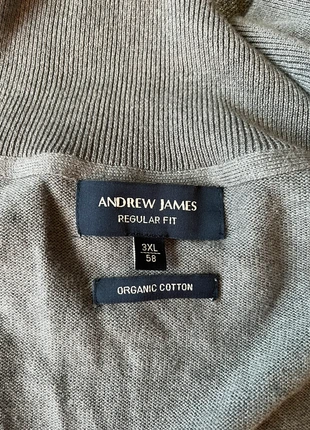 ANDREW JAMES
REGULAR FIT
3XL
58
ORGANIC COTTON